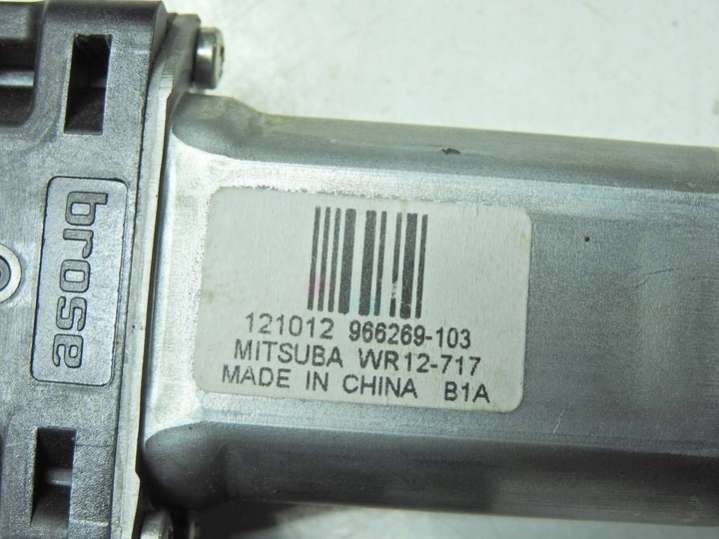 brose
121012 966269-103
MITSUBA WR12-717
MADE IN CHINA B1A